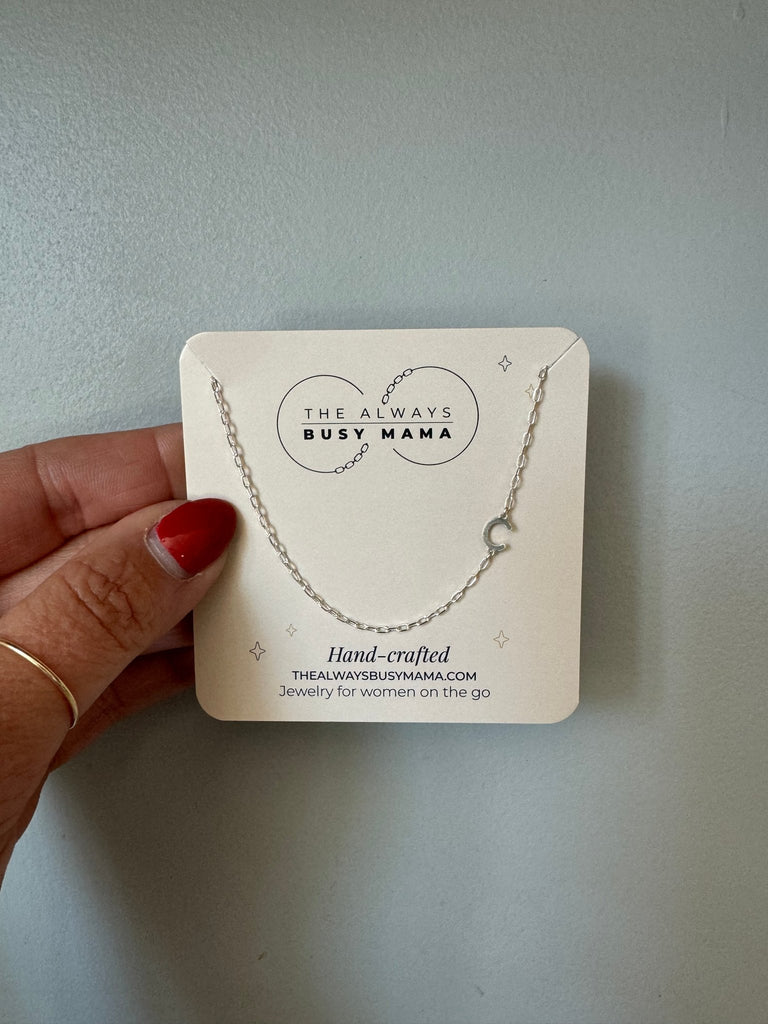 THE ALWAYS
BUSY MAMA
C
Hand-crafted
THEALWAYSBUSYMAMA.COM
Jewelry for women on the go